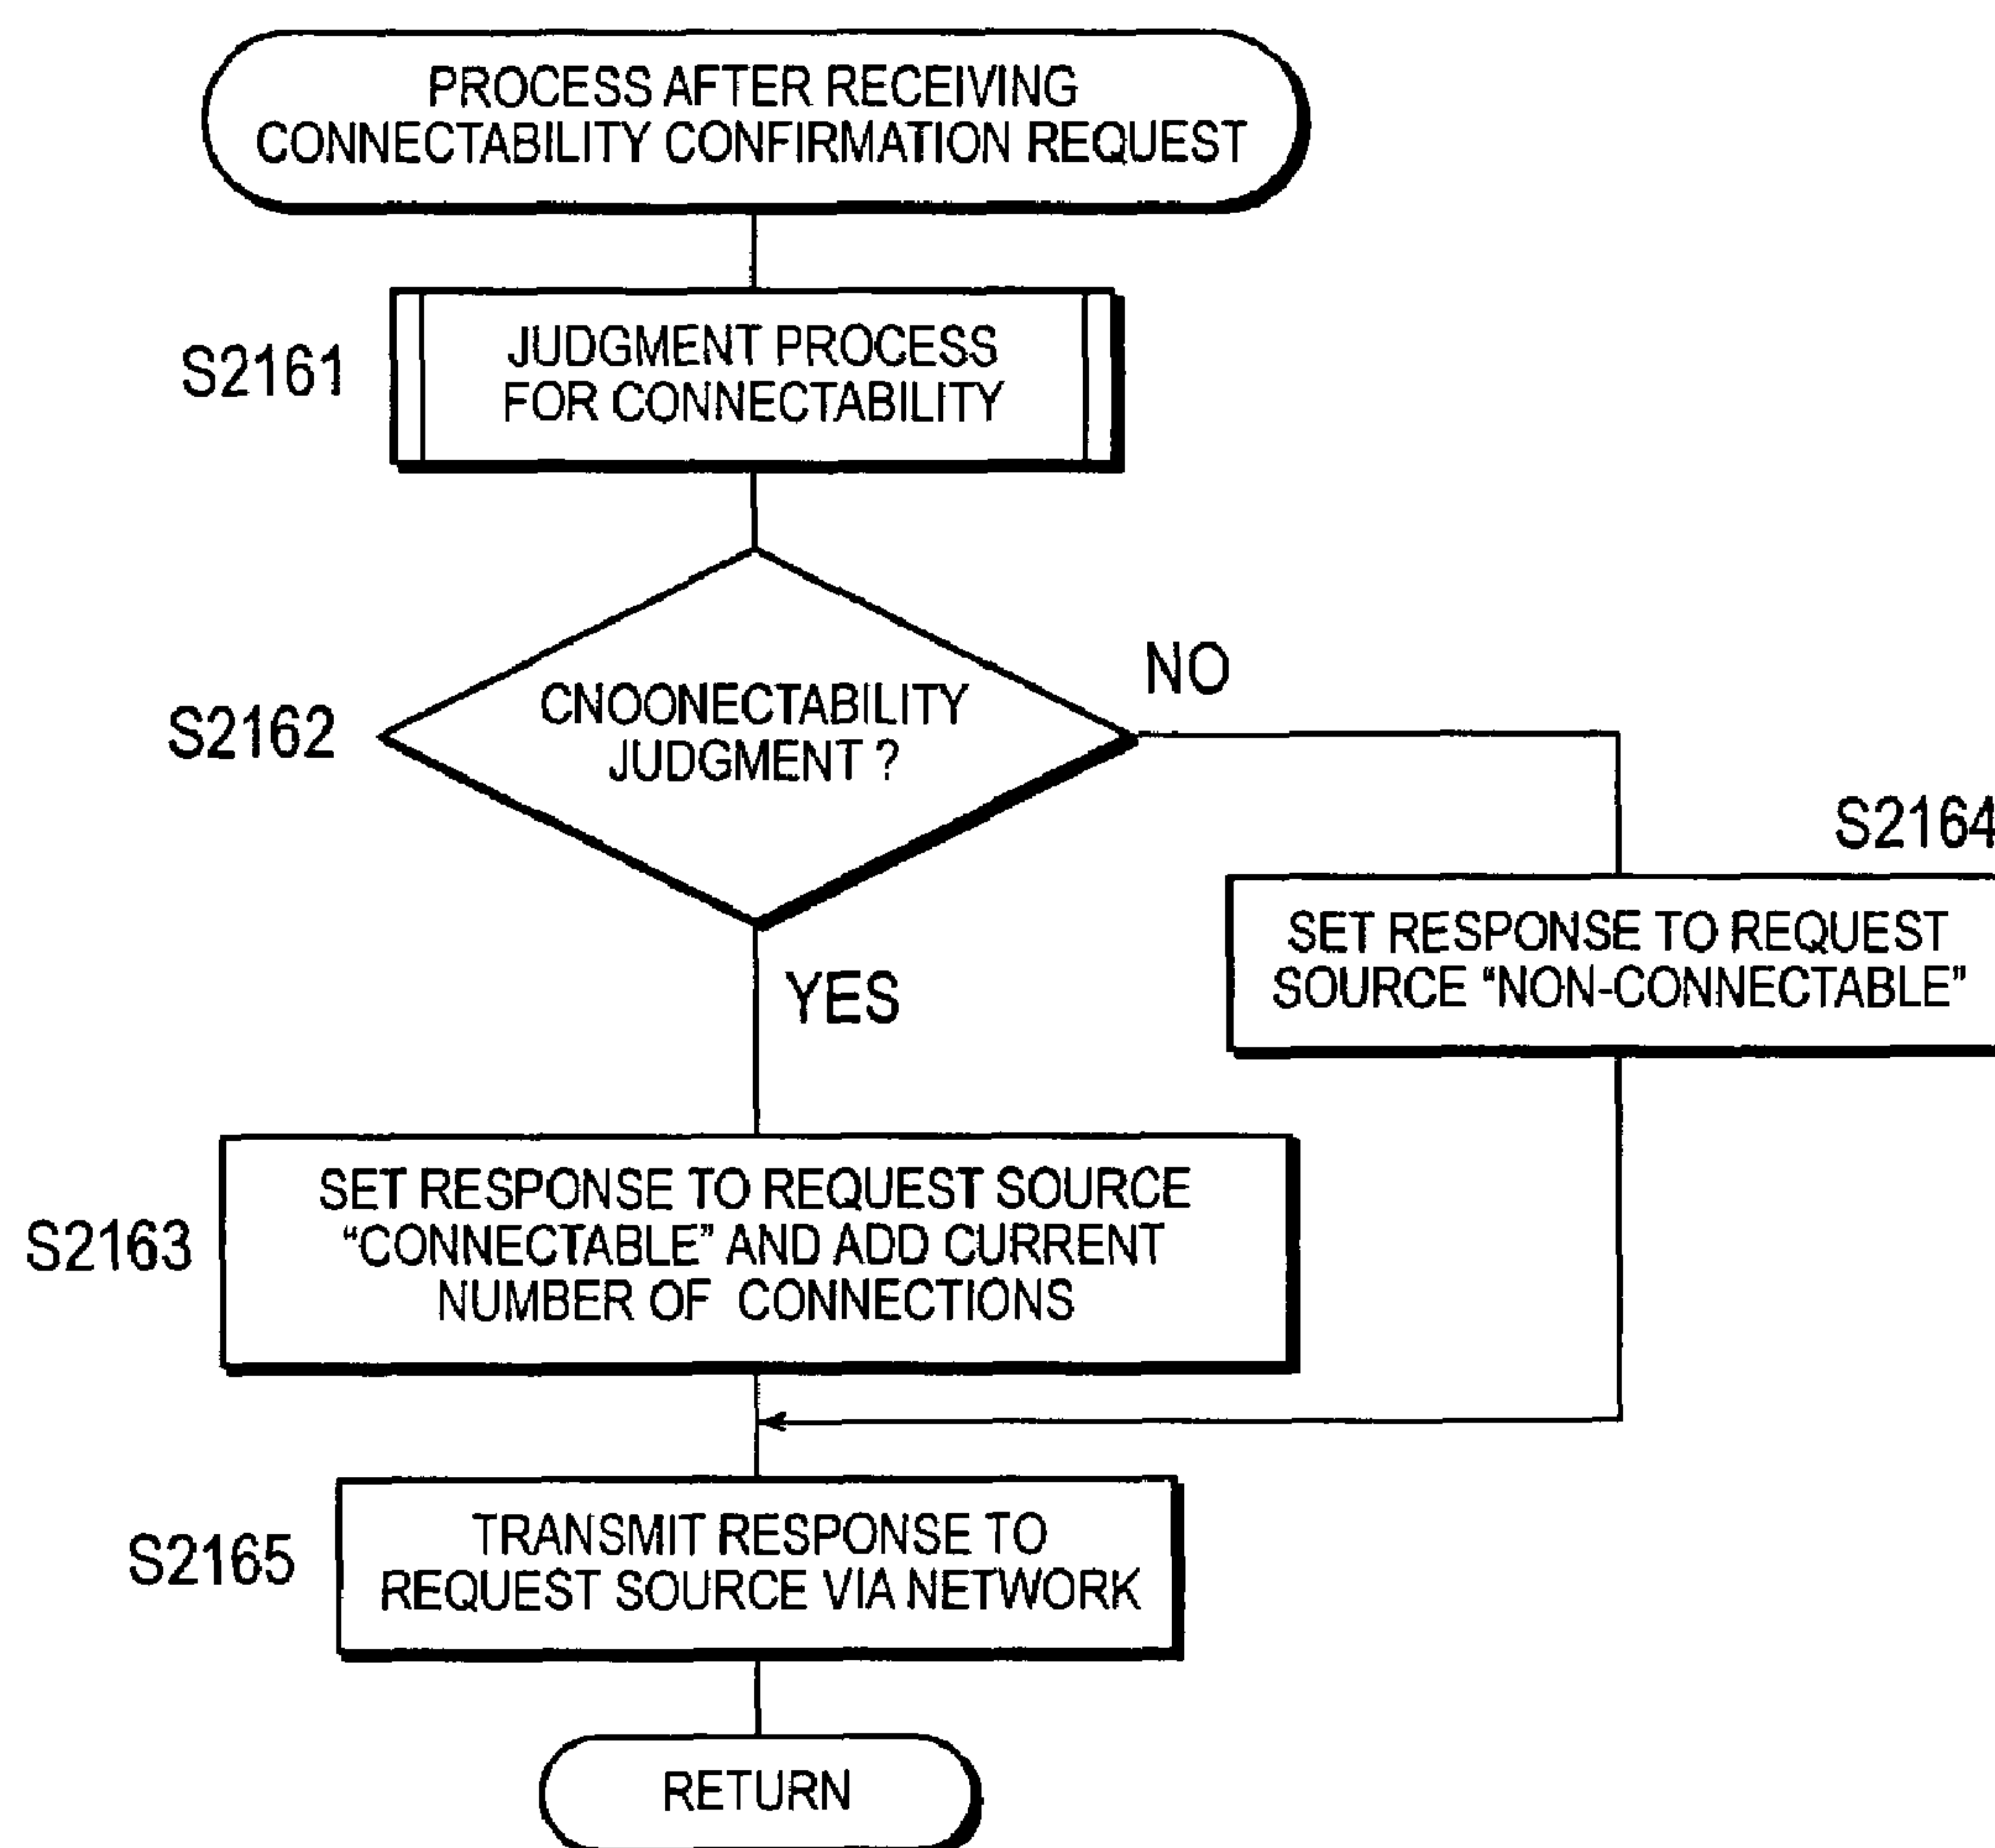 PROCESS AFTER RECEIVING
CONNECTABILITY CONFIRMATION REQUEST
S2161
JUDGMENT PROCESS
FOR CONNECTABILITY
S2162
CNOONECTABILITY
JUDGMENT ?
NO
YES
S2164
SET RESPONSE TO REQUEST
SOURCE “NON-CONNECTABLE”
S2163
SET RESPONSE TO REQUEST SOURCE
“CONNECTABLE” AND ADD CURRENT
NUMBER OF CONNECTIONS
S2165
TRANSMIT RESPONSE TO
REQUEST SOURCE VIA NETWORK
RETURN